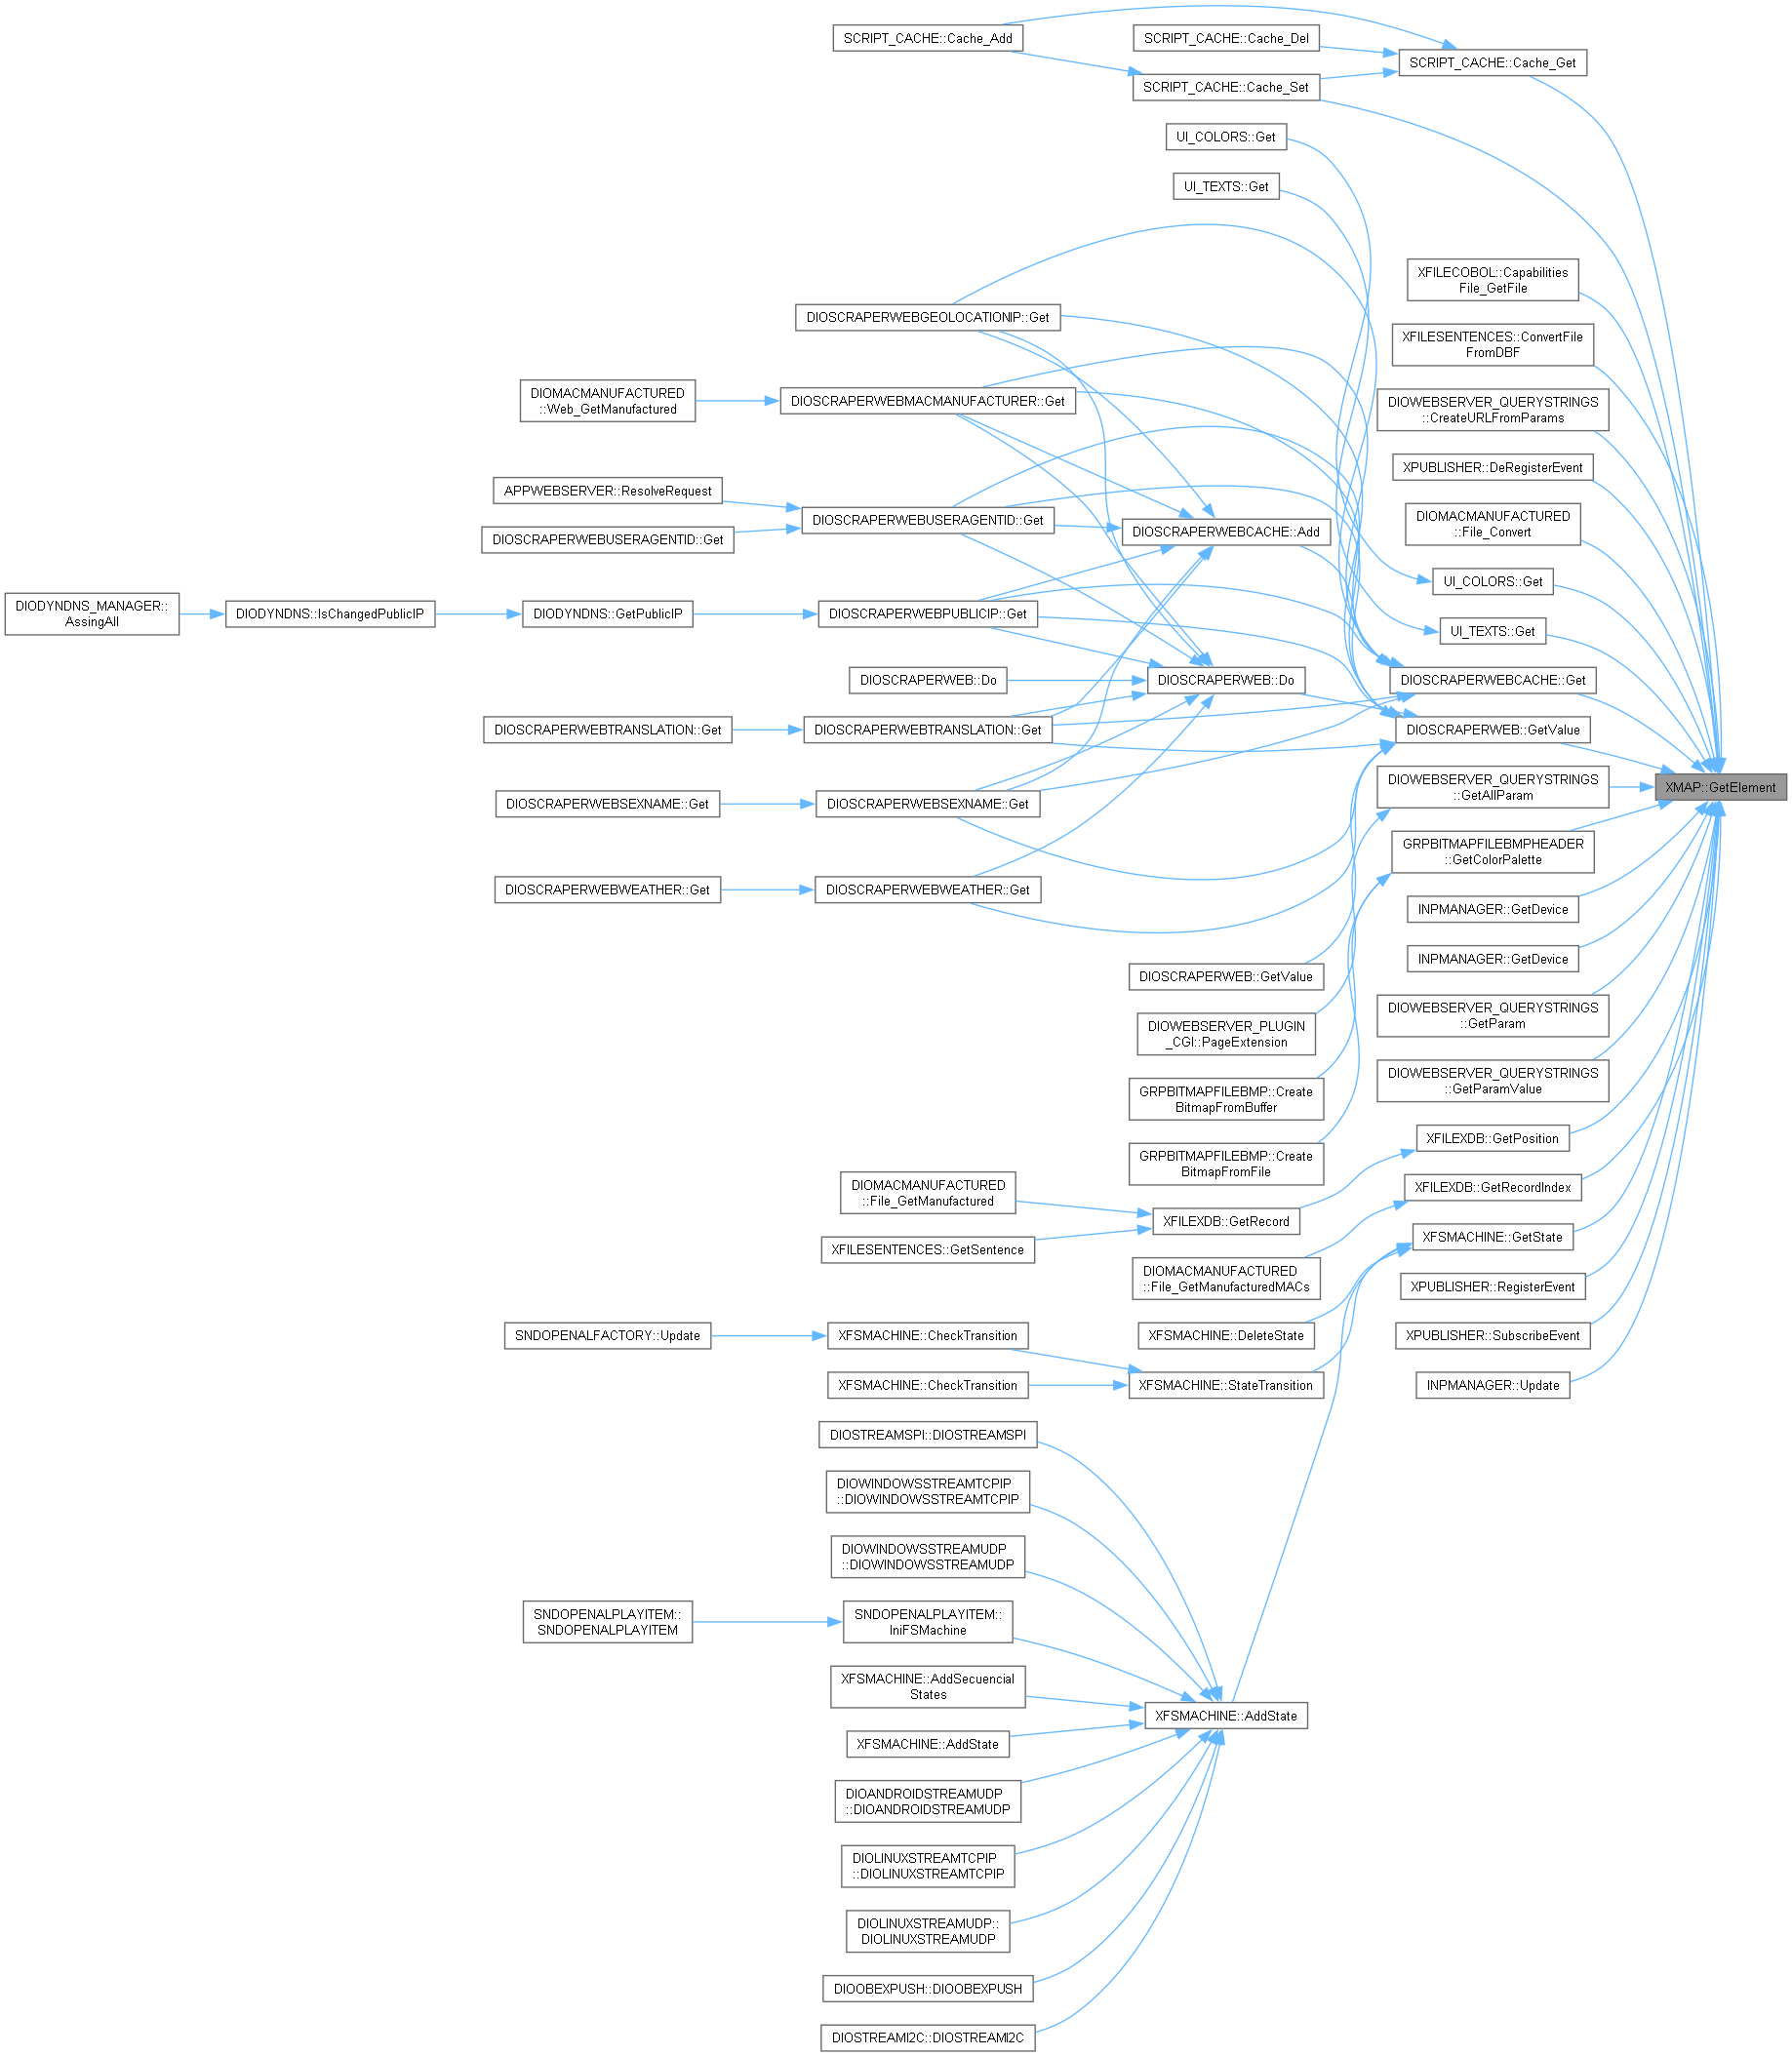 SCRIPT_CACHE::Cache_Add
SCRIPT_CACHE::Cache_Del
SCRIPT_CACHE::Cache_Get
SCRIPT_CACHE::Cache_Set
UI_COLORS::Get
UI_TEXTS::Get
XFILECOBOL::Capabilities
File_GetFile
DIOSCRAPERWEBGEOLOCATIONIP::Get
XFILESENTENCES::ConvertFile
FromDBF
DIOMACMANUFACTURED
::Web_GetManufactured
DIOSCRAPERWEBMACMANUFACTURER::Get
DIOWEBSERVER_QUERYSTRINGS
::CreateURLFromParams
XPUBLISHER::DeRegisterEvent
APPWEBSERVER::ResolveRequest
DIOSCRAPERWEBUSERAGENTID::Get
DIOSCRAPERWEBUSERAGENTID::Get
DIOSCRAPERWEBCACHE::Add
DIOMACMANUFACTURED
::File_Convert
UI_COLORS::Get
DIODYNDNS_MANAGER::
AssingAll
DIODYNDNS::IsChangedPublicIP
DIODYNDNS::GetPublicIP
DIOSCRAPERWEBPUBLICIP::Get
UI_TEXTS::Get
DIOSCRAPERWEB::Do
DIOSCRAPERWEB::Do
DIOSCRAPERWEBCACHE::Get
DIOSCRAPERWEBTRANSLATION::Get
DIOSCRAPERWEBTRANSLATION::Get
DIOSCRAPERWEB::GetValue
XMAP::GetElement
DIOWEBSERVER_QUERYSTRINGS
::GetAllParam
DIOSCRAPERWEBSEXNAME::Get
DIOSCRAPERWEBSEXNAME::Get
GRPBITMAPFILEBMPHEADER
::GetColorPalette
DIOSCRAPERWEBWEATHER::Get
DIOSCRAPERWEBWEATHER::Get
INPMANAGER::GetDevice
INPMANAGER::GetDevice
DIOSCRAPERWEB::GetValue
DIOWEBSERVER_QUERYSTRINGS
::GetParam
DIOWEBSERVER_PLUGIN
_CGI::PageExtension
DIOWEBSERVER_QUERYSTRINGS
::GetParamValue
GRPBITMAPFILEBMP::Create
BitmapFromBuffer
XFILEXDB::GetPosition
GRPBITMAPFILEBMP::Create
BitmapFromFile
DIOMACMANUFACTURED
::File_GetManufactured
XFILEXDB::GetRecordIndex
XFILEXDB::GetRecord
XFSMACHINE::GetState
XFILESENTENCES::GetSentence
DIOMACMANUFACTURED
::File_GetManufacturedMACs
XPUBLISHER::RegisterEvent
SNDOPENALFACTORY::Update
XFSMACHINE::CheckTransition
XFSMACHINE::DeleteState
XPUBLISHER::SubscribeEvent
XFSMACHINE::CheckTransition
XFSMACHINE::StateTransition
INPMANAGER::Update
DIOSTREAMSPI::DIOSTREAMSPI
DIOWINDOWSSTREAMTCPIP
::DIOWINDOWSSTREAMTCPIP
DIOWINDOWSSTREAMUDP
::DIOWINDOWSSTREAMUDP
SNDOPENALPLAYITEM::
SNDOPENALPLAYITEM
SNDOPENALPLAYITEM::
IniFSMachine
XFSMACHINE::AddSecuencial
States
XFSMACHINE::AddState
XFSMACHINE::AddState
DIOANDROIDSTREAMUDP
::DIOANDROIDSTREAMUDP
DIOLINUXSTREAMTCPIP
::DIOLINUXSTREAMTCPIP
DIOLINUXSTREAMUDP::
DIOLINUXSTREAMUDP
DIOOBEXPUSH::DIOOBEXPUSH
DIOSTREAMI2C::DIOSTREAMI2C